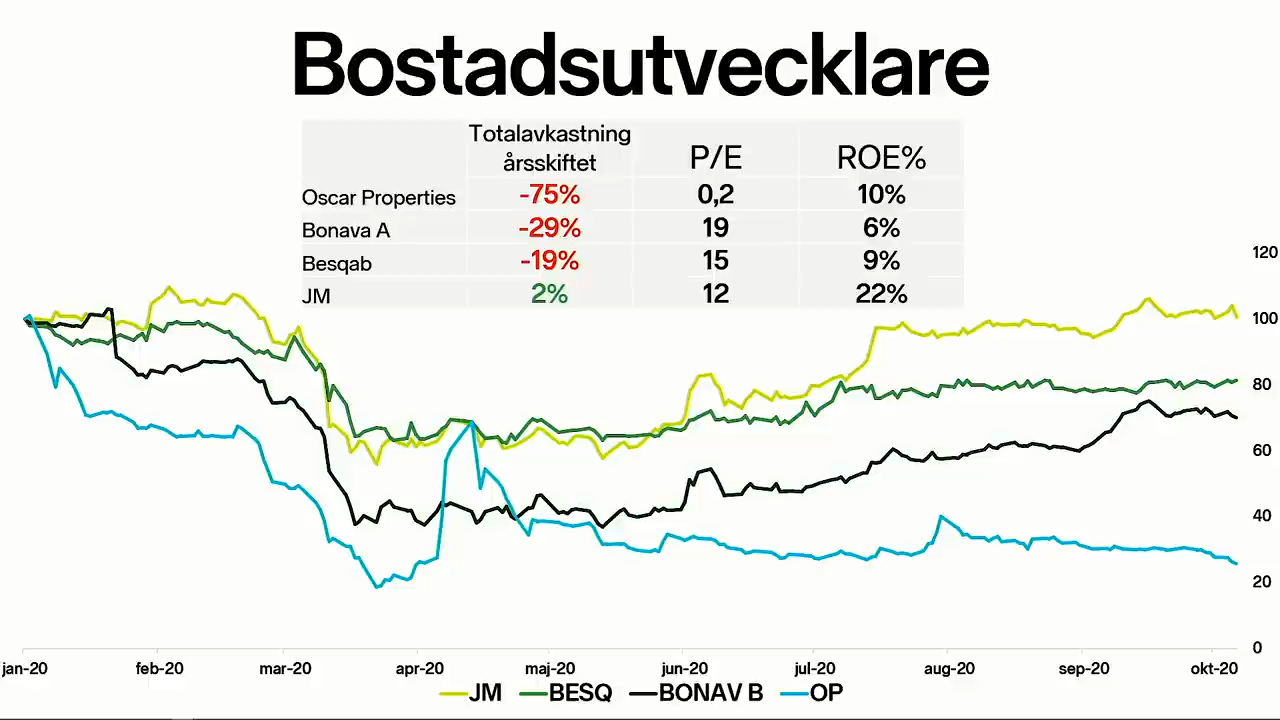 Bostadsutvecklare
Totalavkastning
årsskiftet P/E ROE%
Oscar Properties -75% 0,2 10%
Bonava A -29% 19 6%
Besqab -19% 15 9%
JM 2% 12 22%
120
100
80
60
40
20
0
jan-20 feb-20 mar-20 apr-20 maj-20 jun-20 jul-20 aug-20 sep-20 okt-20
JM BESQ BONAV B OP